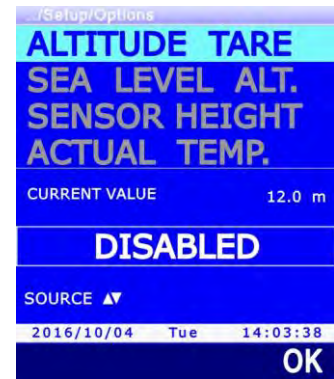 ../Setup/Options
ALTITUDE TARE
SEA LEVEL ALT.
SENSOR HEIGHT
ACTUAL TEMP.
CURRENT VALUE 12.0 m
DISABLED
SOURCE ▲▼
2016/10/04 Tue 14:03:38
OK